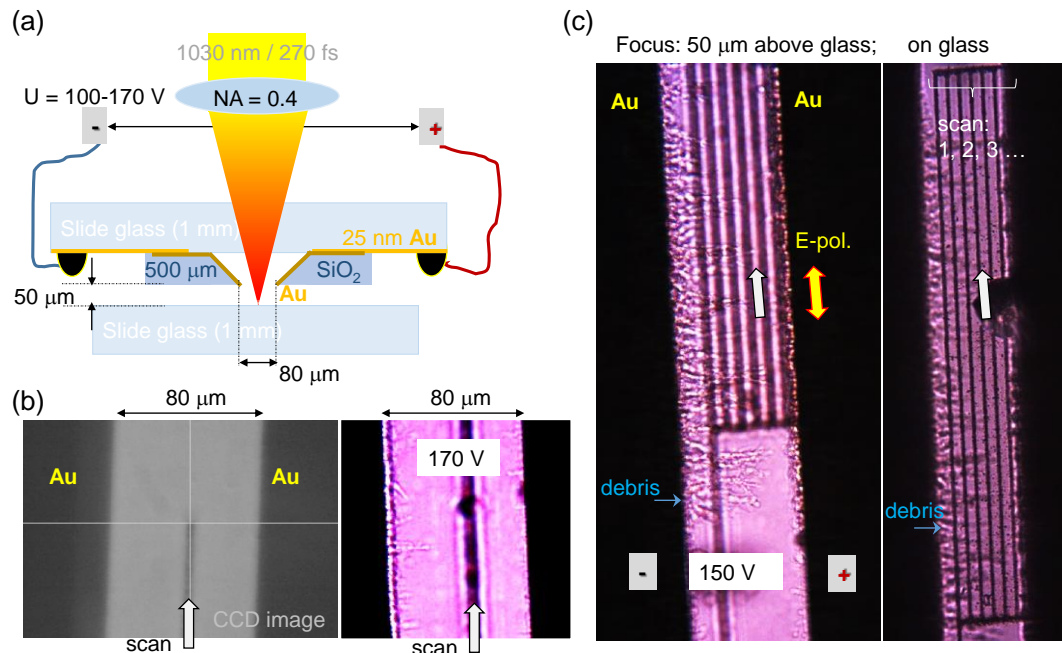 (a)
1030 nm / 270 fs
U = 100-170 V
NA = 0.4
-
+
Slide glass (1 mm)
25 nm Au
500 μm
SiO2
50 μm
Au
Slide glass (1 mm)
80 μm
(b)
80 μm
80 μm
Au
Au
170 V
CCD image
scan
scan
(c)
Focus: 50 μm above glass; on glass
Au
Au
scan:
1, 2, 3 ...
E-pol.
debris
debris
-
150 V
+